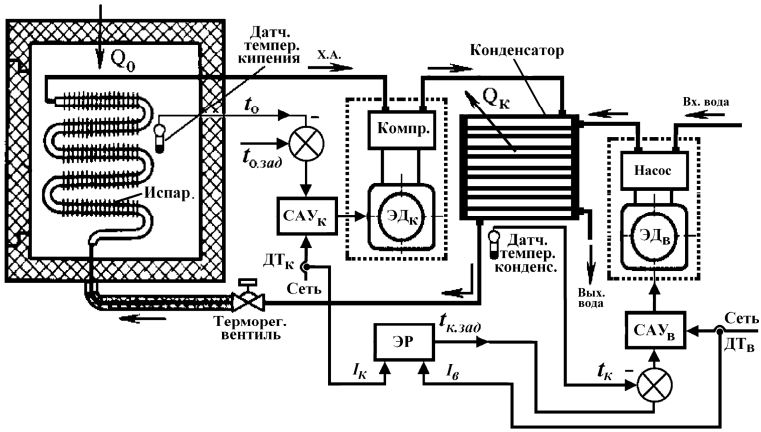 Датч.
темпер.
кипения
Q₀
t₀
t₀.зад
Испар.
Х.А.
Компр.
ЭДК
САУК
ДТК
Сеть
Терморег.
вентиль
Конденсатор
QК
Датч.
темпер.
конденс.
Вх. вода
Насос
ЭДВ
Вых.
вода
САУВ
Сеть
ДТВ
ЭР
tк.зад
tк
Iк
Iв
–
–